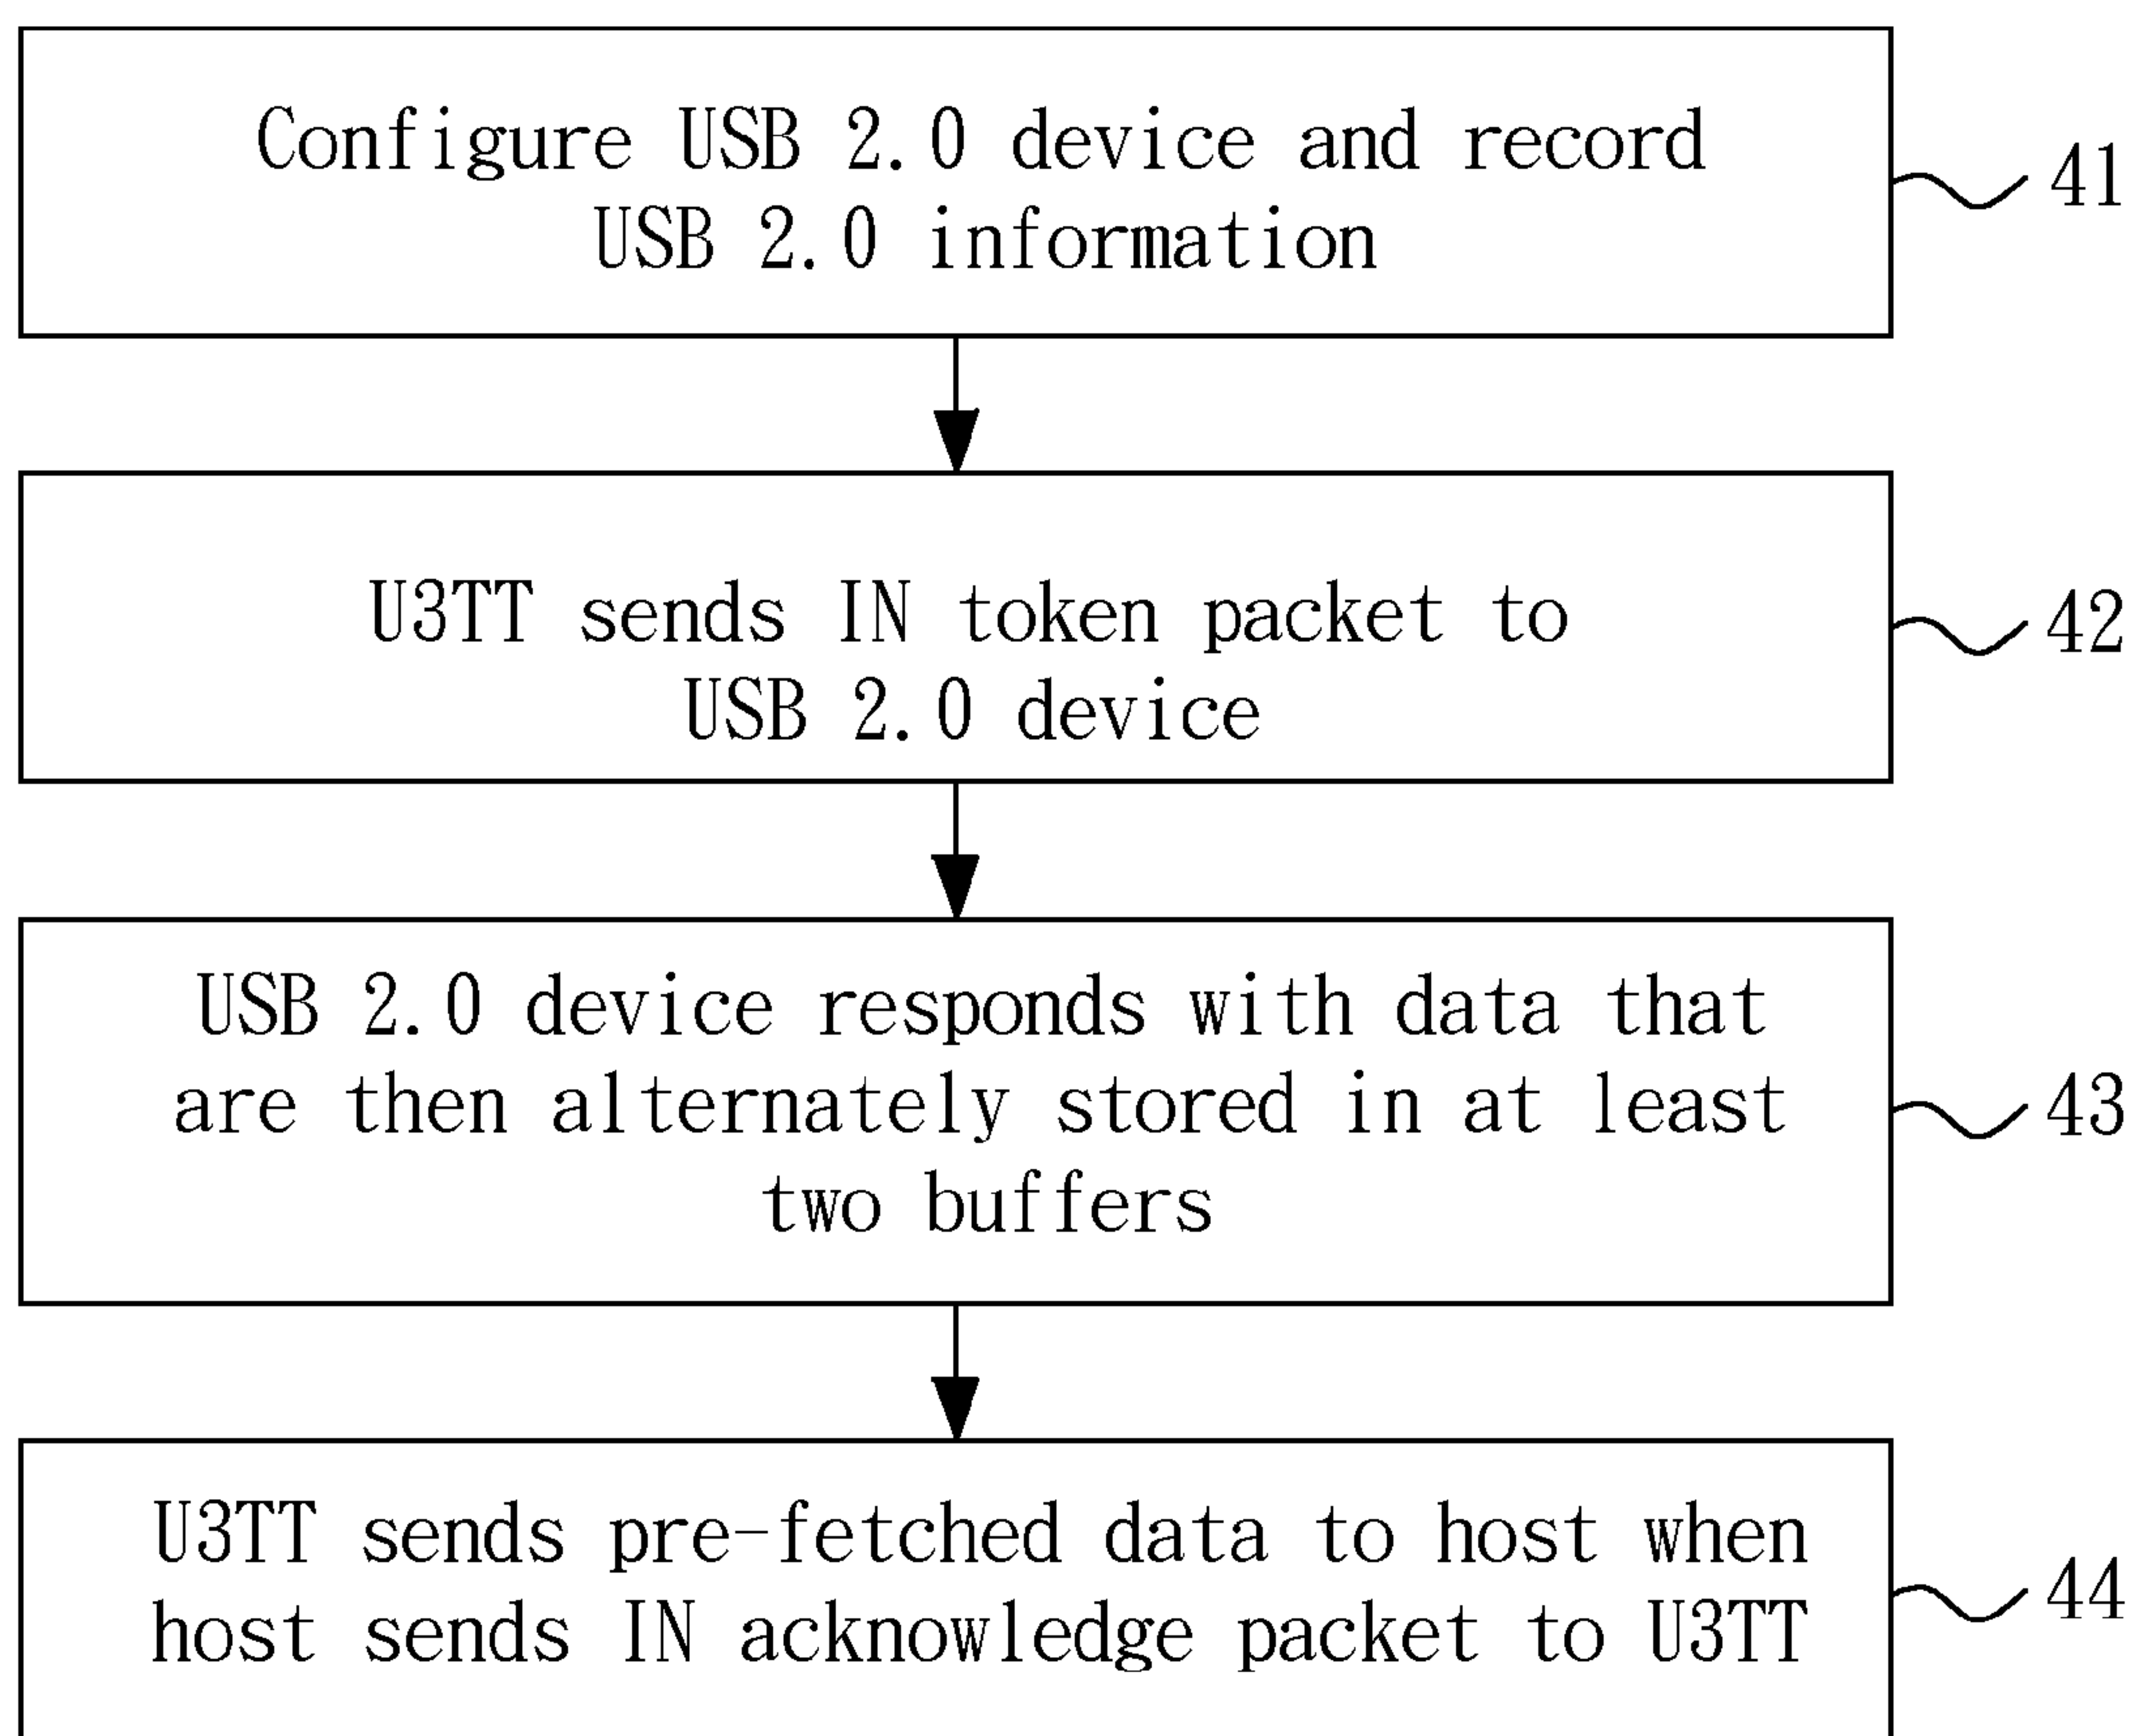 Configure USB 2.0 device and record
USB 2.0 information
41
U3TT sends IN token packet to
USB 2.0 device
42
USB 2.0 device responds with data that
are then alternately stored in at least
two buffers
43
U3TT sends pre-fetched data to host when
host sends IN acknowledge packet to U3TT
44